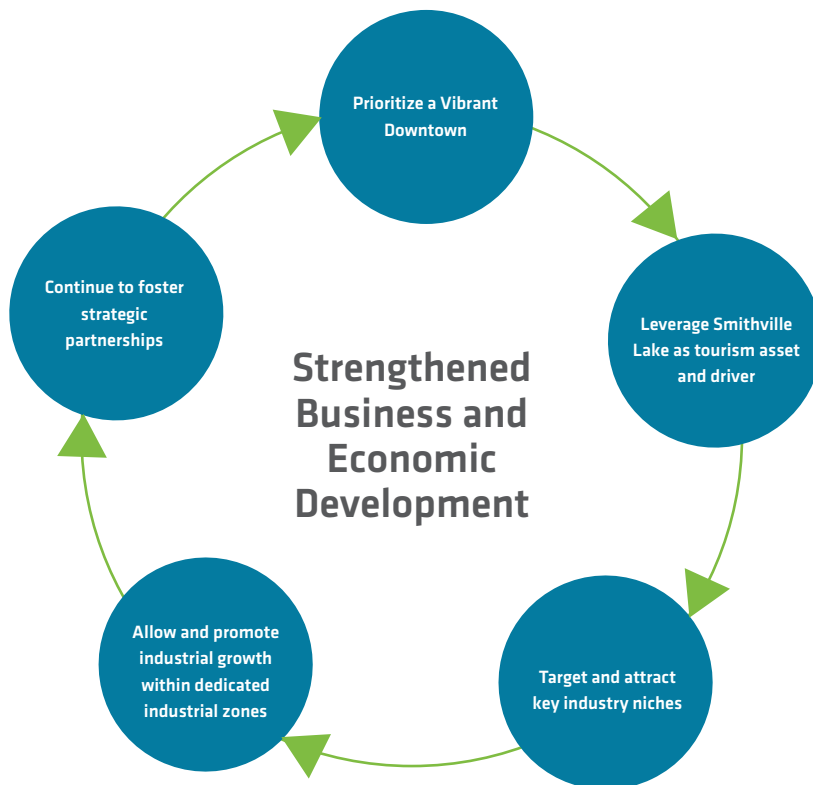 Prioritize a Vibrant
Downtown
Leverage Smithville
Lake as tourism asset
and driver
Target and attract
key industry niches
Allow and promote
industrial growth
within dedicated
industrial zones
Continue to foster
strategic
partnerships
Strengthened
Business and
Economic
Development